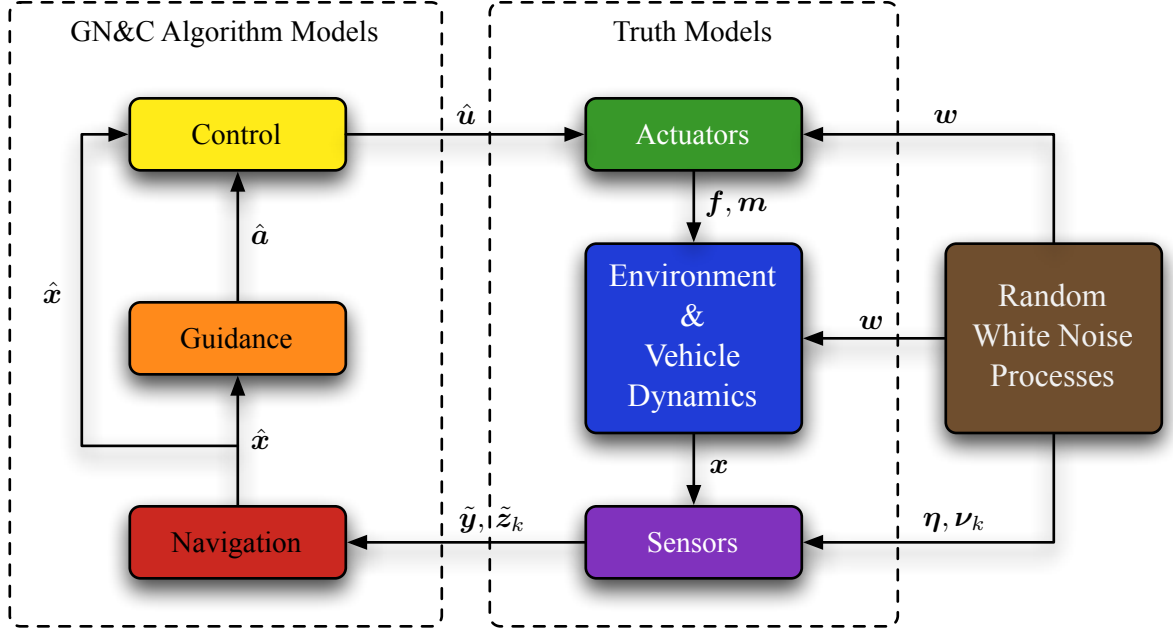 GN&C Algorithm Models
Truth Models
Control
û
Actuators
w
f, m
â
x̂
Environment
&
Vehicle
Dynamics
w
Random
White Noise
Processes
Guidance
x̂
x
Navigation
ỹ, z̃ₖ
Sensors
η, νₖ